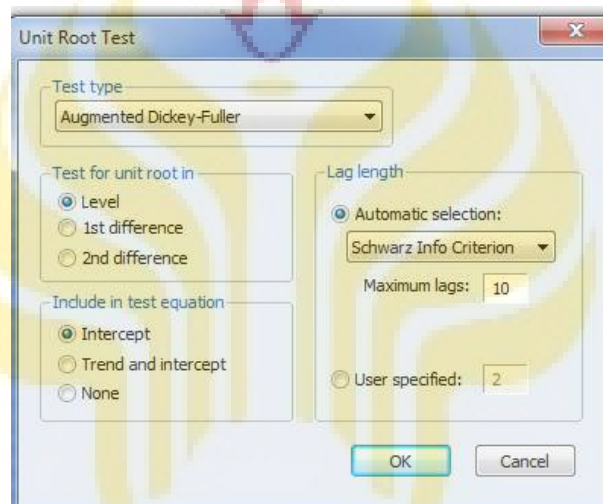 Unit Root Test
Test type
Augmented Dickey-Fuller
Test for unit root in
Level
1st difference
2nd difference
Include in test equation
Intercept
Trend and intercept
None
Lag length
Automatic selection:
Schwarz Info Criterion
Maximum lags: 10
User specified: 2
OK Cancel